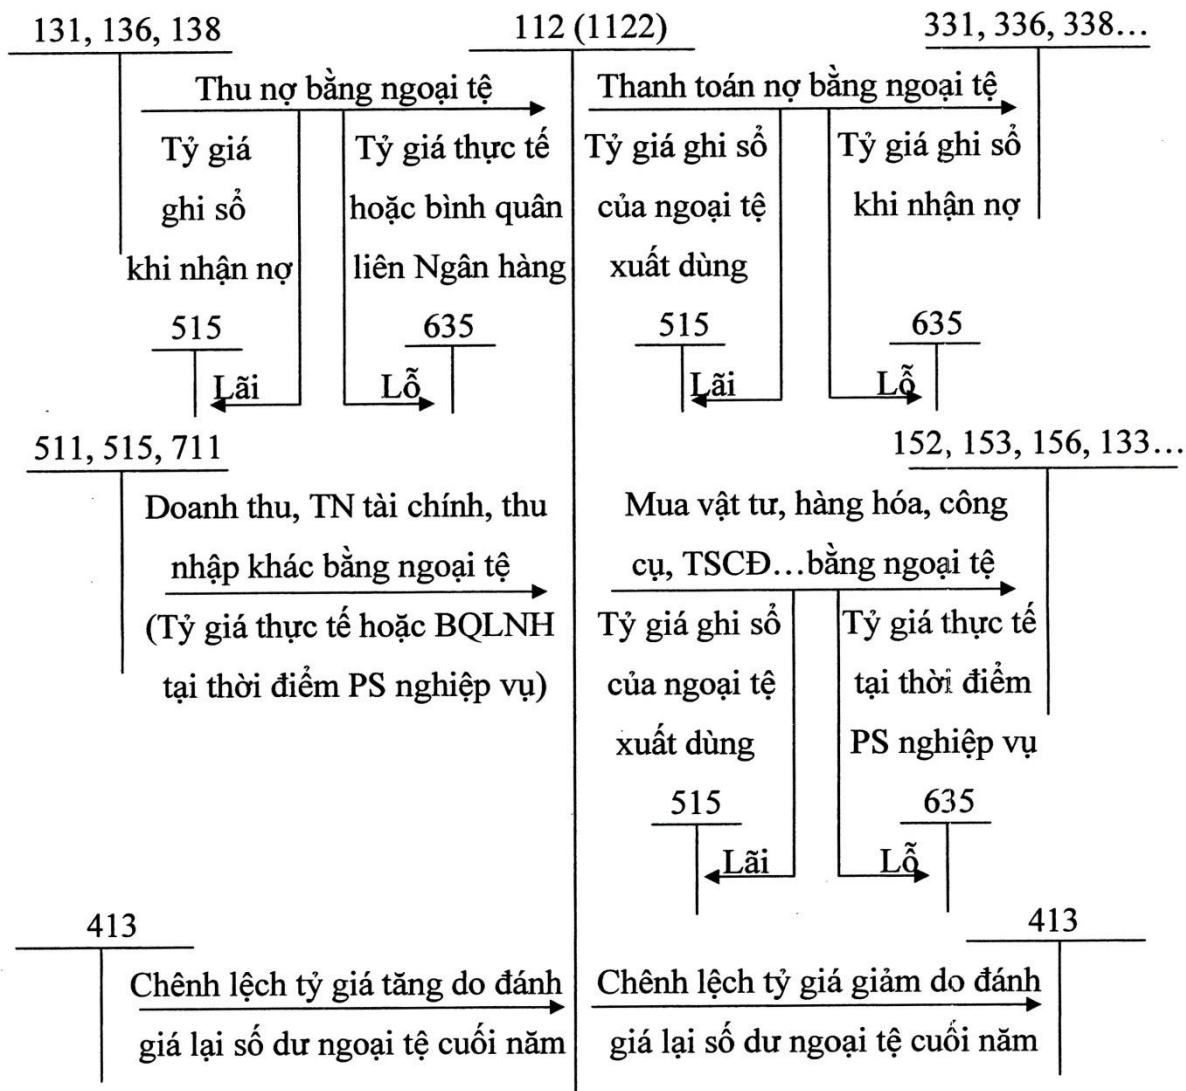 131, 136, 138
112 (1122)
331, 336, 338...
Thu nợ bằng ngoại tệ
Tỷ giá
ghi sổ
khi nhận nợ
Tỷ giá thực tế
hoặc bình quân
liên Ngân hàng
515
Lãi
635
Lỗ
Thanh toán nợ bằng ngoại tệ
Tỷ giá ghi sổ
của ngoại tệ
xuất dùng
Tỷ giá ghi sổ
khi nhận nợ
515
Lãi
635
Lỗ
511, 515, 711
Doanh thu, TN tài chính, thu
nhập khác bằng ngoại tệ
(Tỷ giá thực tế hoặc BQLNH
tại thời điểm PS nghiệp vụ)
152, 153, 156, 133...
Mua vật tư, hàng hóa, công
cụ, TSCĐ...bằng ngoại tệ
Tỷ giá ghi sổ
của ngoại tệ
xuất dùng
Tỷ giá thực tế
tại thời điểm
PS nghiệp vụ
515
Lãi
635
Lỗ
413
Chênh lệch tỷ giá tăng do đánh
giá lại số dư ngoại tệ cuối năm
413
Chênh lệch tỷ giá giảm do đánh
giá lại số dư ngoại tệ cuối năm